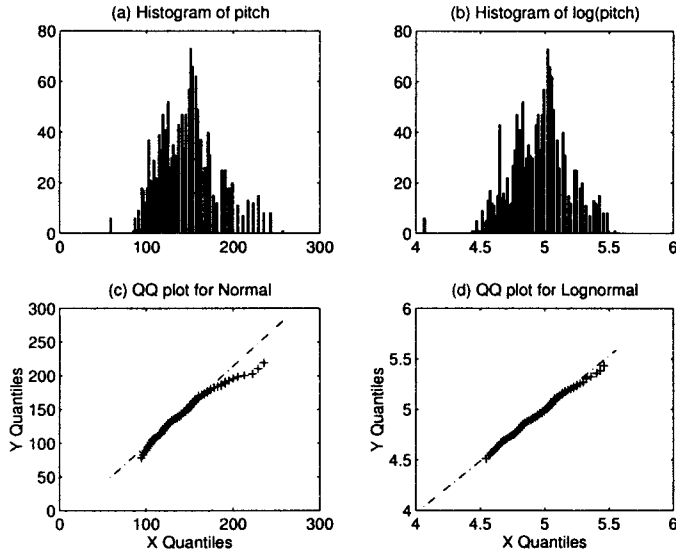 (a) Histogram of pitch
80
60
40
20
0
0 100 200 300
(b) Histogram of log(pitch)
80
60
40
20
0
4 4.5 5 5.5 6
(c) QQ plot for Normal
300
250
200
150
100
50
0
Y Quantiles
0 100 200 300
X Quantiles
(d) QQ plot for Lognormal
6
5.5
5
4.5
4
Y Quantiles
4 4.5 5 5.5 6
X Quantiles